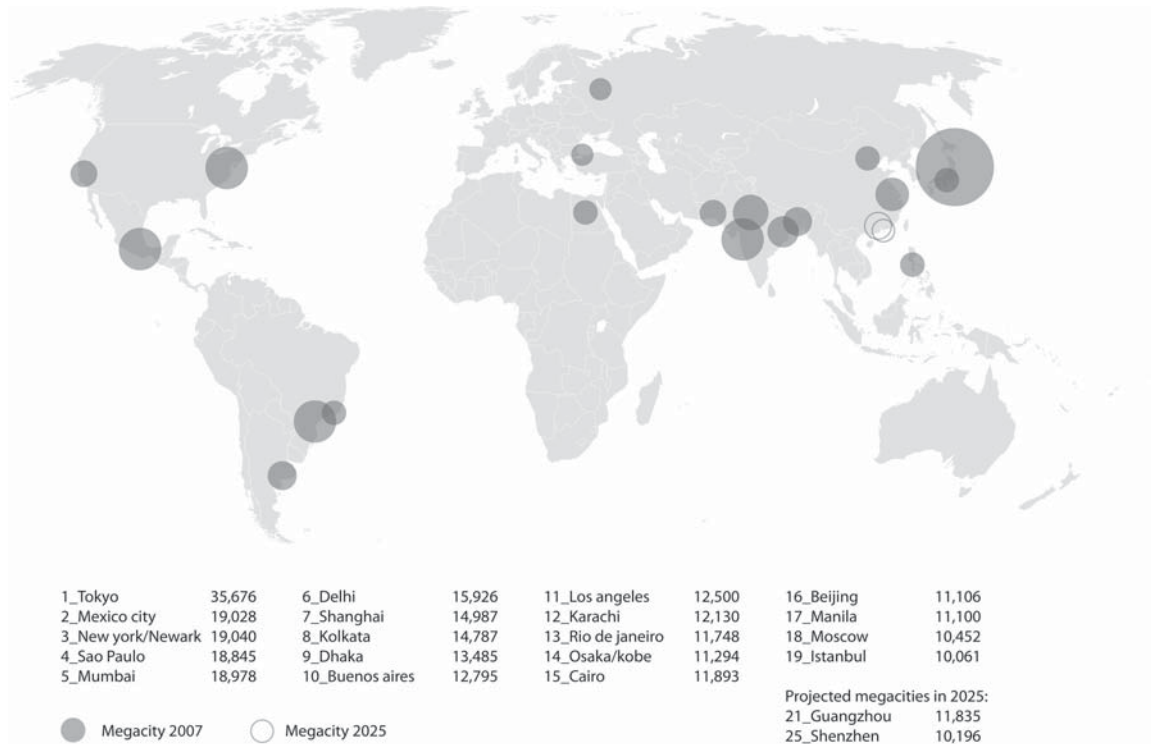 1_Tokyo 35,676
2_Mexico city 19,028
3_New york/Newark 19,040
4_Sao Paulo 18,845
5_Mumbai 18,978
6_Delhi 15,926
7_Shanghai 14,987
8_Kolkata 14,787
9_Dhaka 13,485
10_Buenos aires 12,795
11_Los angeles 12,500
12_Karachi 12,130
13_Rio de janeiro 11,748
14_Osaka/kobe 11,294
15_Cairo 11,893
16_Beijing 11,106
17_Manila 11,100
18_Moscow 10,452
19_Istanbul 10,061
Projected megacities in 2025:
21_Guangzhou 11,835
25_Shenzhen 10,196
Megacity 2007
Megacity 2025